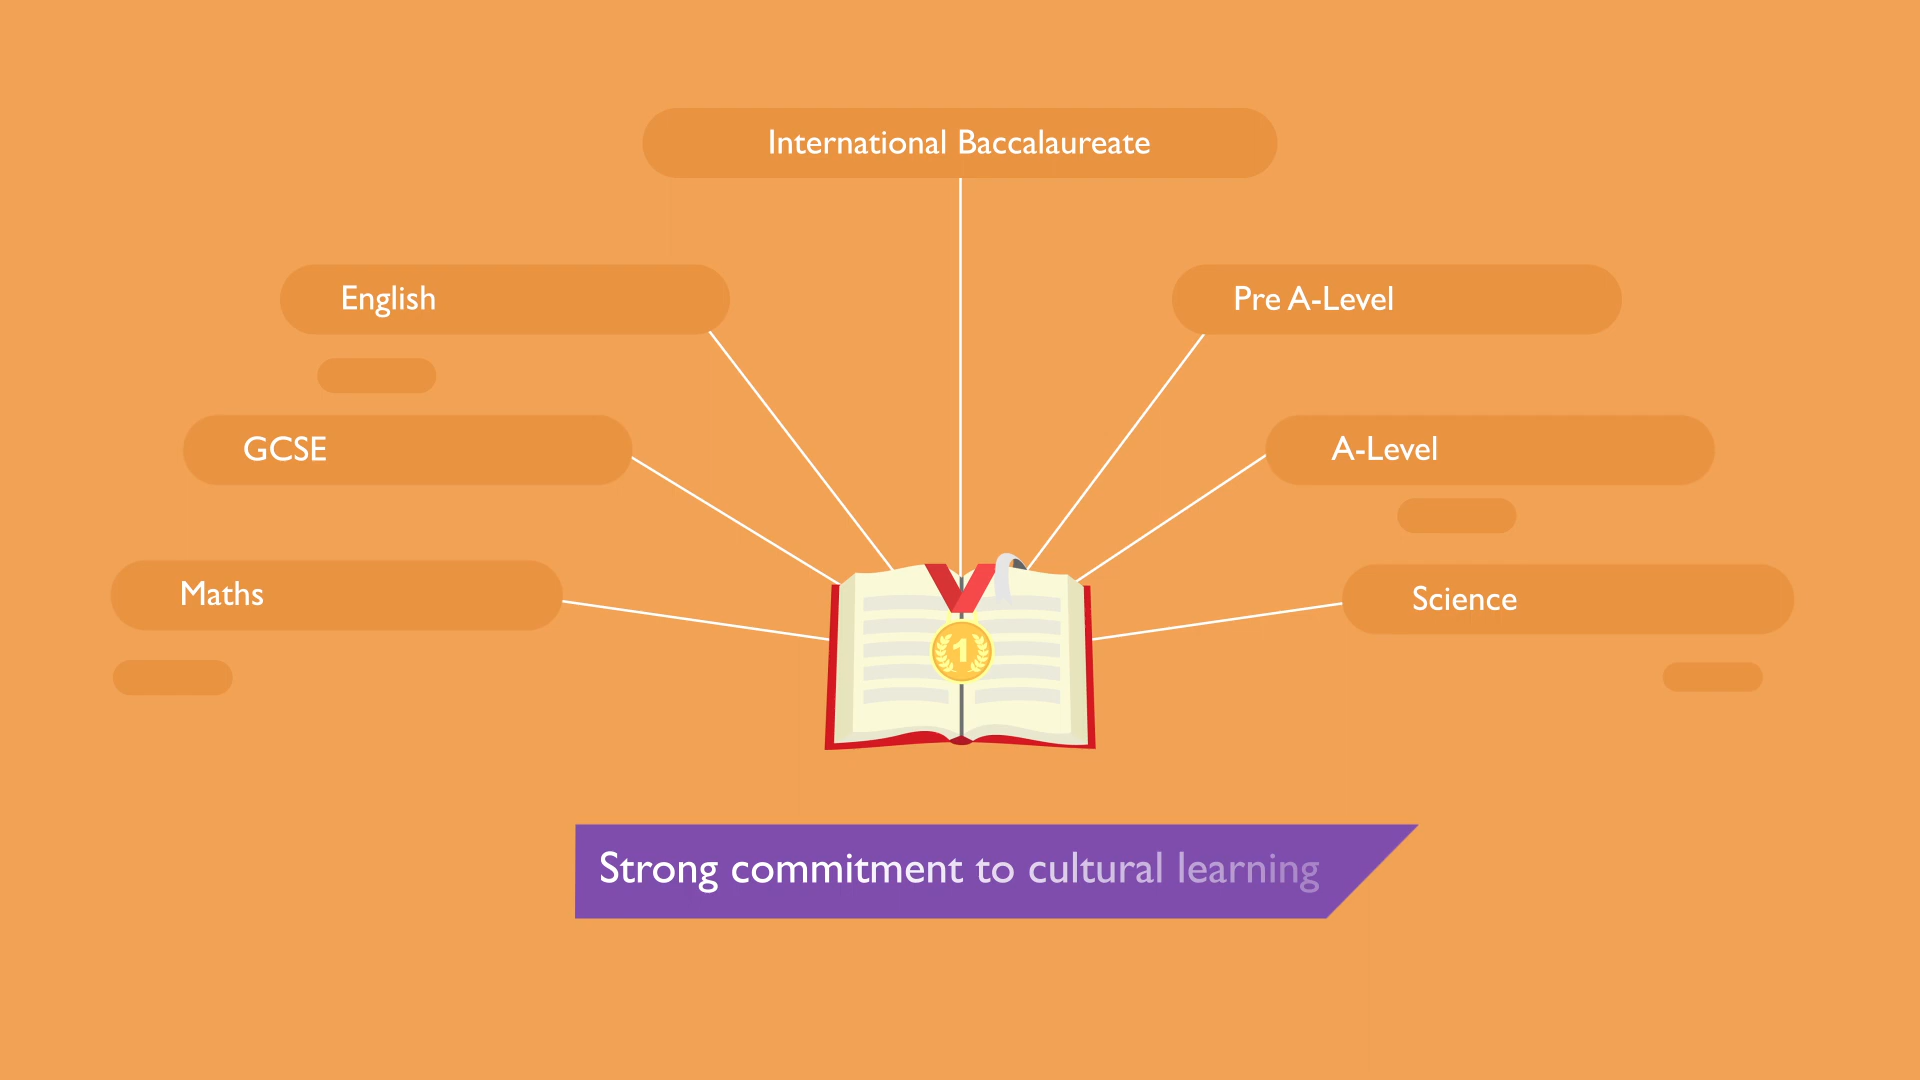 International Baccalaureate
English
Pre A-Level
GCSE
A-Level
Maths
Science
1
Strong commitment to cultural learning